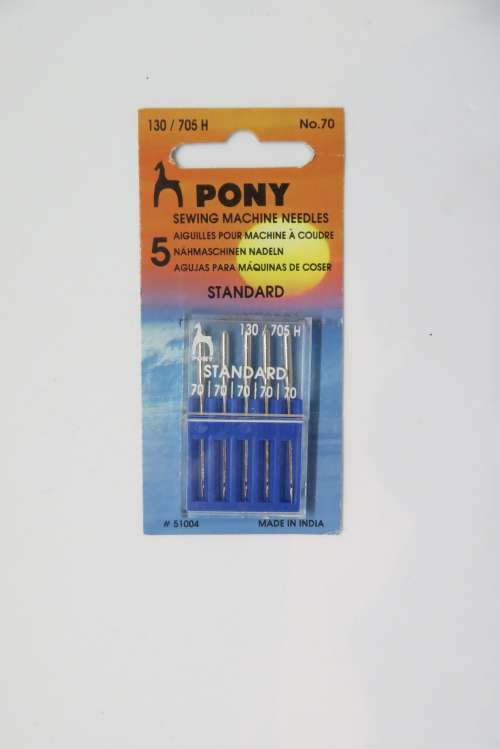 130 / 705 H No.70
PONY
SEWING MACHINE NEEDLES
5 AIGUILLES POUR MACHINE À COUDRE
NÄHMASCHINEN NADELN
AGUJAS PARA MÁQUINAS DE COSER
STANDARD
130 705 H
PONY
STANDARD
70 | 70 | 70 | 70 | 70
# 51004 MADE IN INDIA